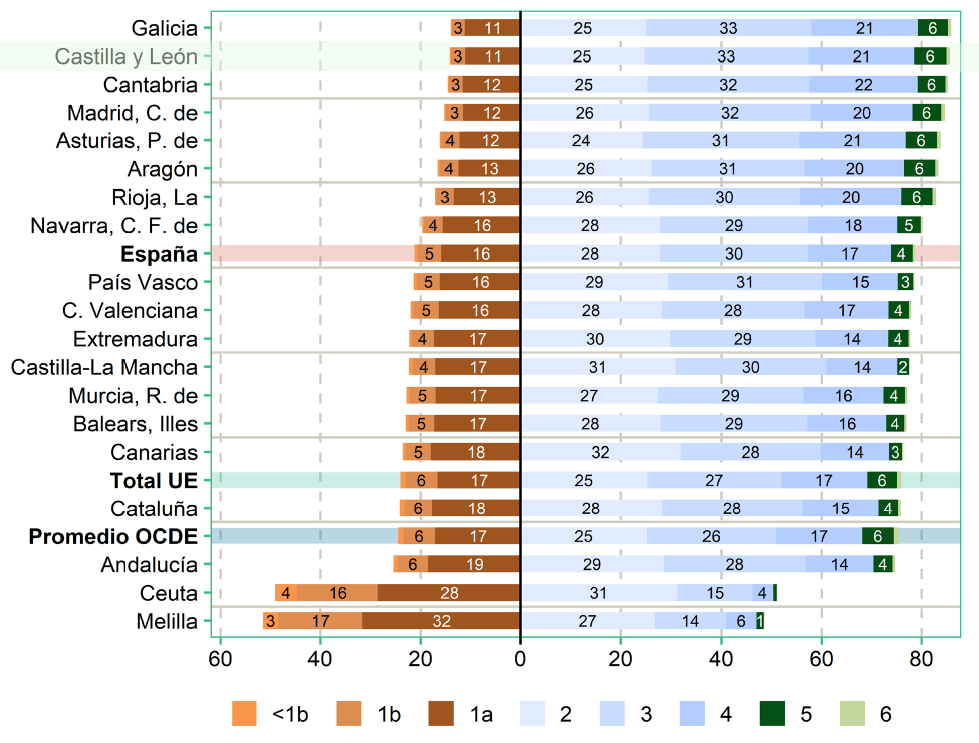 Galicia 3 11 25 33 21 6
Castilla y León 3 11 25 33 21 6
Cantabria 3 12 25 32 22 6
Madrid, C. de 3 12 26 32 20 6
Asturias, P. de 4 12 24 31 21 6
Aragón 4 13 26 31 20 6
Rioja, La 3 13 26 30 20 6
Navarra, C. F. de 4 16 28 29 18 5
España 5 16 28 30 17 4
País Vasco 5 16 29 31 15 3
C. Valenciana 5 16 28 28 17 4
Extremadura 4 17 30 29 14 4
Castilla-La Mancha 4 17 31 30 14 2
Murcia, R. de 5 17 27 29 16 4
Balears, Illes 5 17 28 29 16 4
Canarias 5 18 32 28 14 3
Total UE 6 17 25 27 17 6
Cataluña 6 18 28 28 15 4
Promedio OCDE 6 17 25 26 17 6
Andalucía 6 19 29 28 14 4
Ceuta 4 16 28 31 15 4
Melilla 3 17 32 27 14 6 1
60 40 20 0 20 40 60 80
<1b 1b 1a 2 3 4 5 6